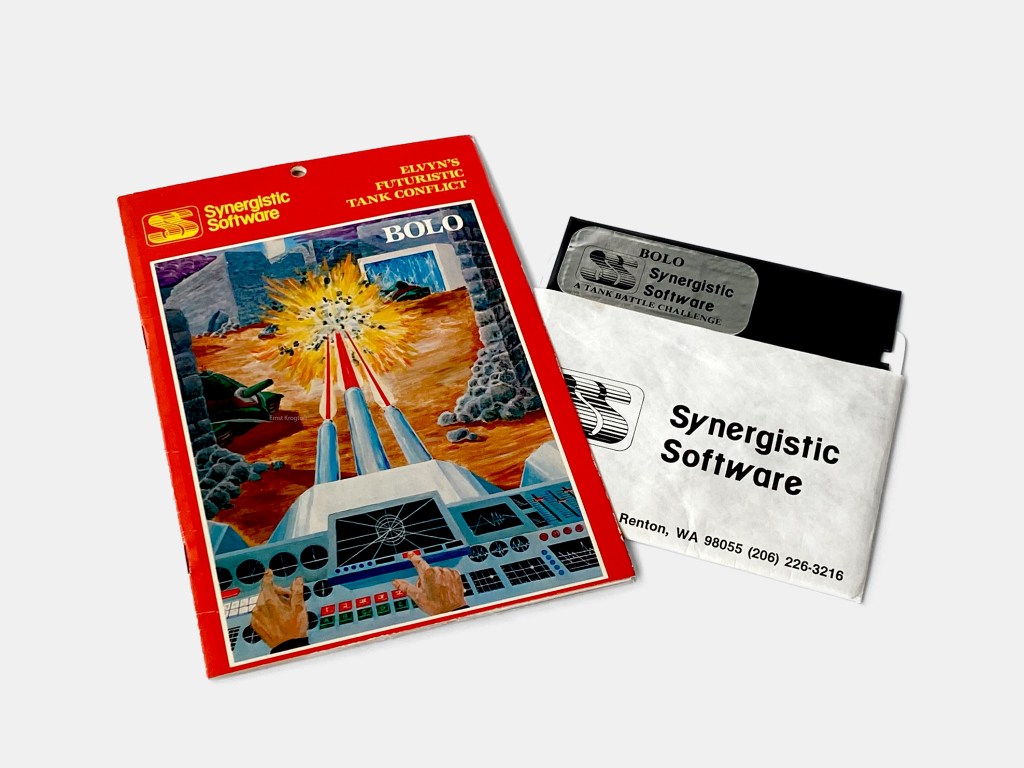 Synergistic
Software
ELVYN'S
FUTURISTIC
TANK CONFLICT
BOLO
BOLO
Synergistic
Software
A TANK BATTLE CHALLENGE
Synergistic
Software
Renton, WA 98055 (206) 226-3216